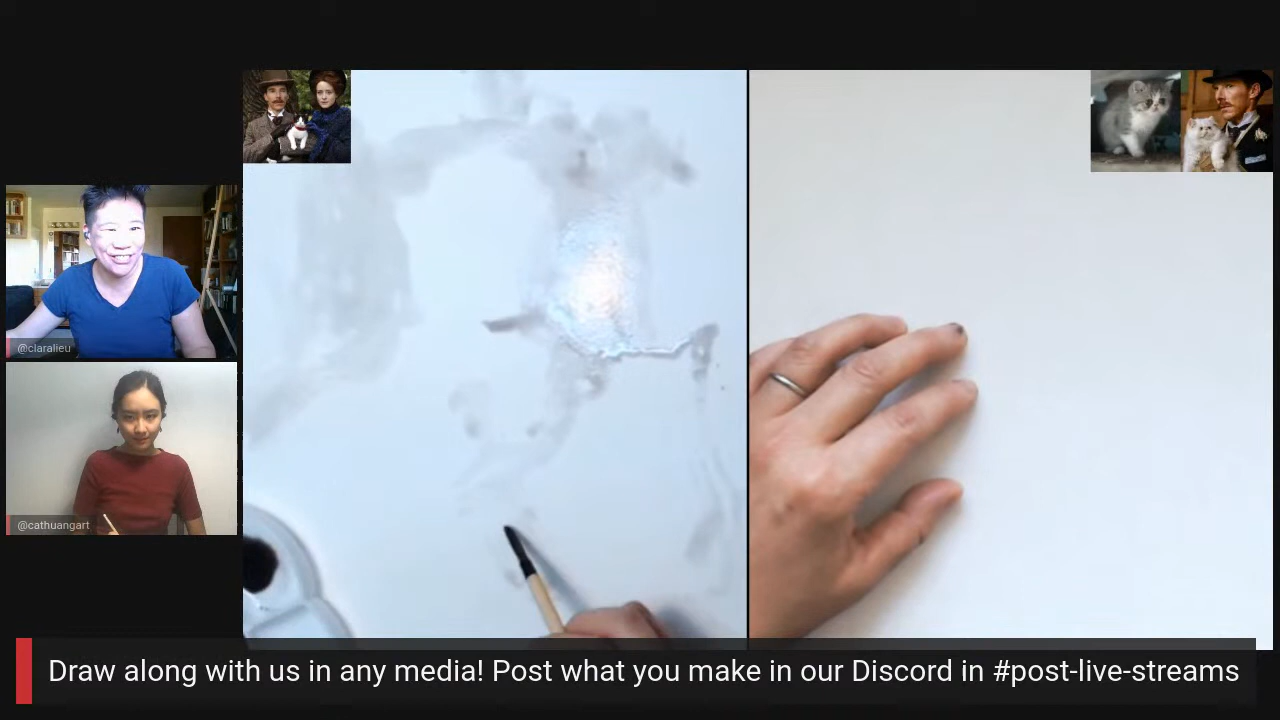 @claralieu
@cathuangart
Draw along with us in any media! Post what you make in our Discord in #post-live-streams